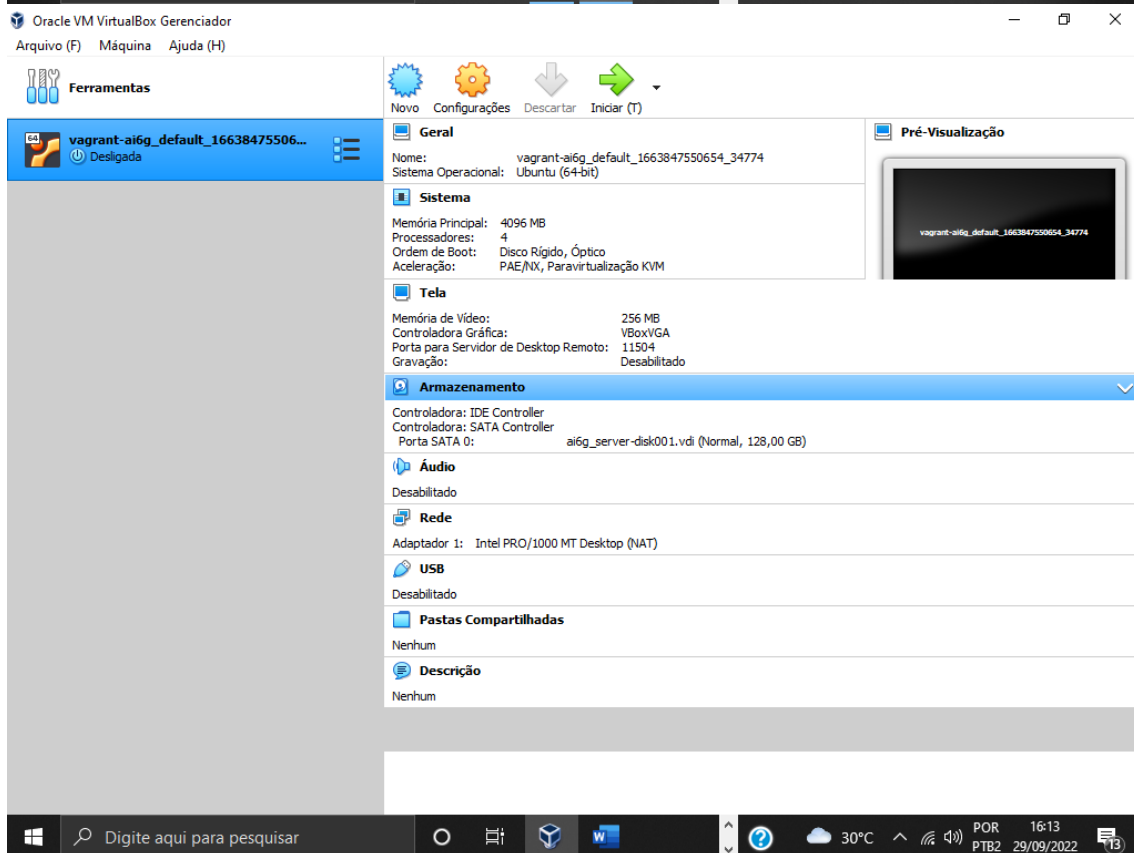 Oracle VM VirtualBox Gerenciador
Arquivo (F) Máquina Ajuda (H)
Ferramentas
Novo Configurações Descartar Iniciar (T)
64 vagrant-ai6g_default_16638475506...
Desligada
Geral
Nome: vagrant-ai6g_default_1663847550654_34774
Sistema Operacional: Ubuntu (64-bit)
Pré-Visualização
vagrant-ai6g_default_1663847550654_34774
Sistema
Memória Principal: 4096 MB
Processadores: 4
Ordem de Boot: Disco Rígido, Óptico
Aceleração: PAE/NX, Paravirtualização KVM
Tela
Memória de Vídeo: 256 MB
Controladora Gráfica: VBoxVGA
Porta para Servidor de Desktop Remoto: 11504
Gravação: Desabilitado
Armazenamento
Controladora: IDE Controller
Controladora: SATA Controller
Porta SATA 0: ai6g_server-disk001.vdi (Normal, 128,00 GB)
Áudio
Desabilitado
Rede
Adaptador 1: Intel PRO/1000 MT Desktop (NAT)
USB
Desabilitado
Pastas Compartilhadas
Nenhum
Descrição
Nenhum
Digite aqui para pesquisar
W
?
30°C
POR
PTB2
16:13
29/09/2022
13